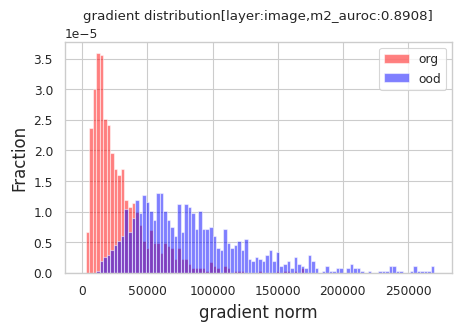 gradient distribution[layer:image,m2_auroc:0.8908]
1e−5
3.5
3.0
2.5
2.0
1.5
1.0
0.5
0.0
Fraction
org
ood
0 50000 100000 150000 200000 250000
gradient norm